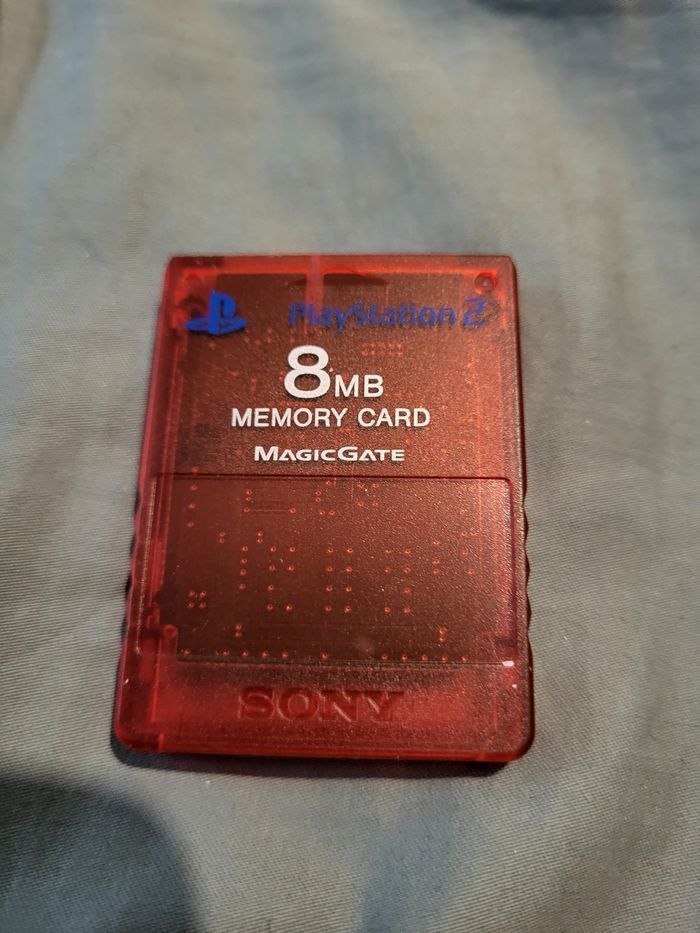 PlayStation 2
8MB
MEMORY CARD
MAGICGATE
SONY